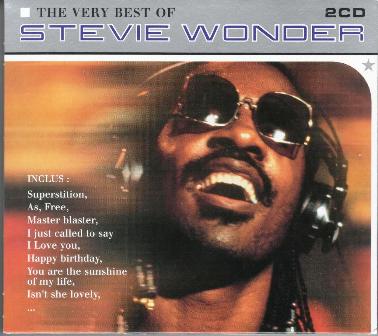 THE VERY BEST OF
2CD
STEVIE WONDER
INCLUS :
Superstition,
As, Free,
Master blaster,
I just called to say
I Love you,
Happy birthday,
You are the sunshine
of my life,
Isn't she lovely,
...